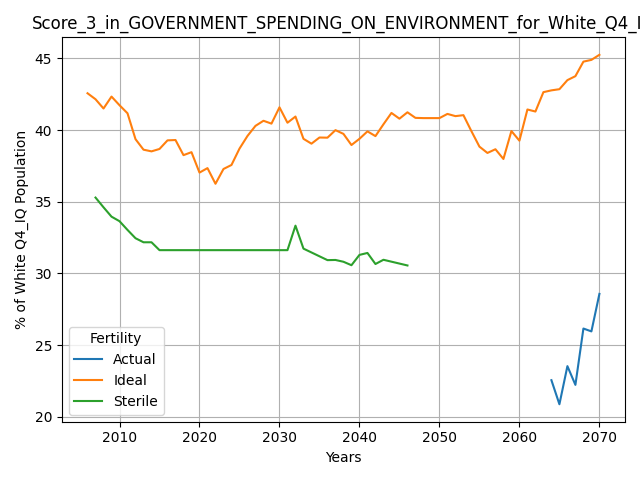 Score_3_in_GOVERNMENT_SPENDING_ON_ENVIRONMENT_for_White_Q4_I
% of White Q4_IQ Population
45
40
35
30
25
20
Fertility
Actual
Ideal
Sterile
2010 2020 2030 2040 2050 2060 2070
Years